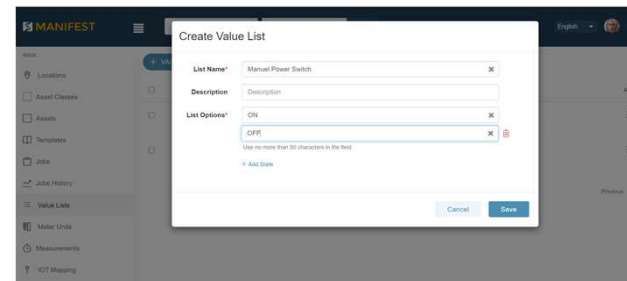 MANIFEST
English
Create Value List
List Name* Manuel Power Switch
Description Description
List Options* ON
OFF
Use no more than 50 characters in the field
+ Add State
Cancel Save
+ VA
Locations
Asset Classes
Assets
Templates
Jobs
Jobs History
Value Lists
Meter Units
Measurements
IOT Mapping
Previous